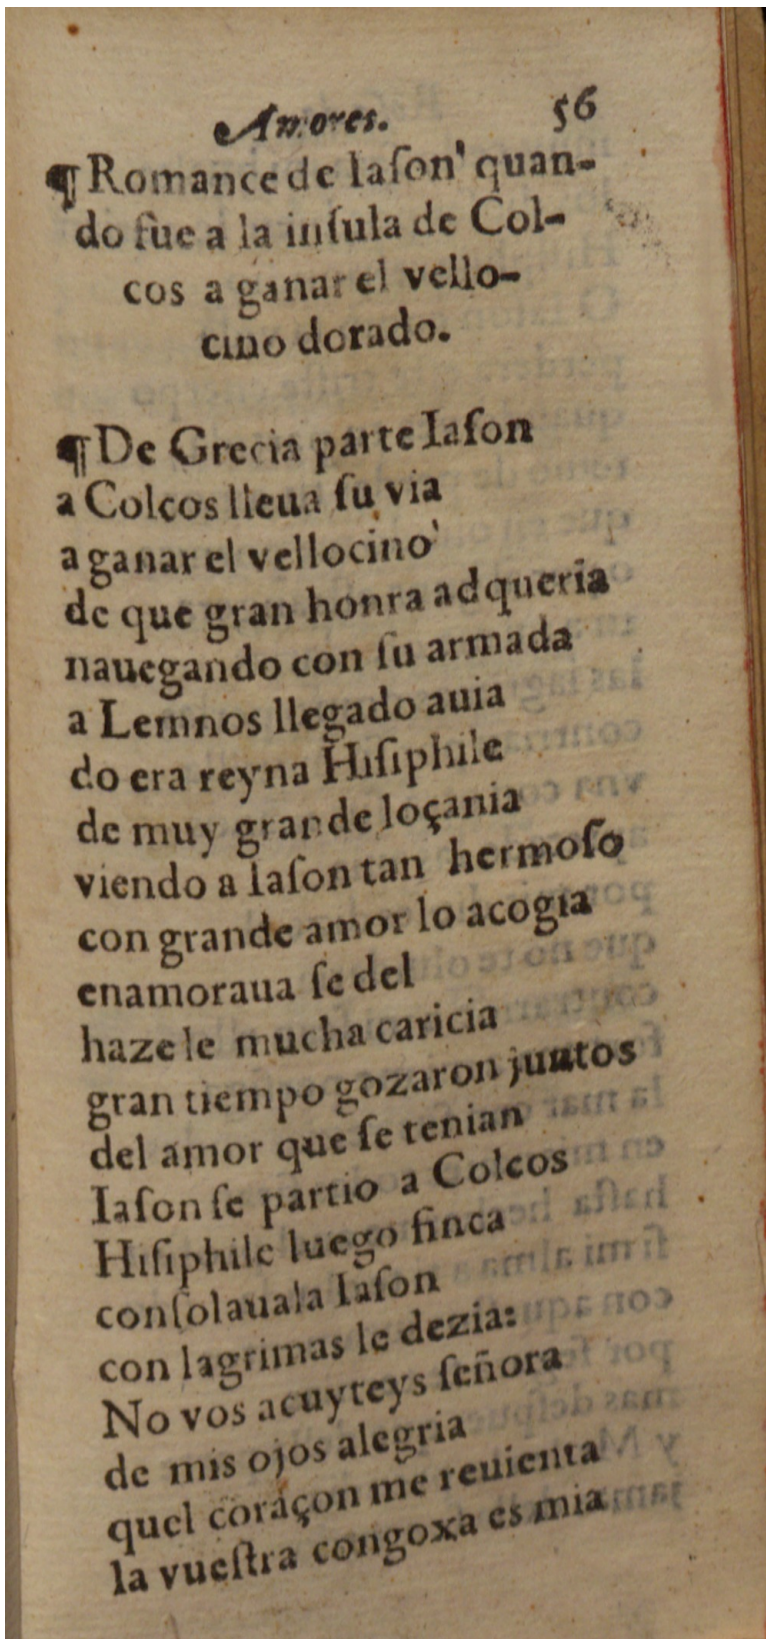 Amores. 56
¶ Romance de Iaſon quan-
do fue a la inſula de Col-
cos a ganar el vello-
cino dorado.
¶ De Grecia parte Iaſon
a Colcos lleua ſu via
a ganar el vellocino
de que gran honra adqueria
nauegando con ſu armada
a Lemnos llegado auia
do era reyna Hiſiphile
de muy grande loçania
viendo a Iaſon tan hermoſo
con grande amor lo acogia
enamoraua ſe del
haze le mucha caricia
gran tiempo gozaron juntos
del amor que ſe tenian
Iaſon ſe partio a Colcos
Hiſiphile luego finca
conſolauala Iaſon
con lagrimas le dezia:
No vos acuyteys ſeñora
de mis ojos alegria
quel coraçon me reuienta
la vueſtra congoxa es mia